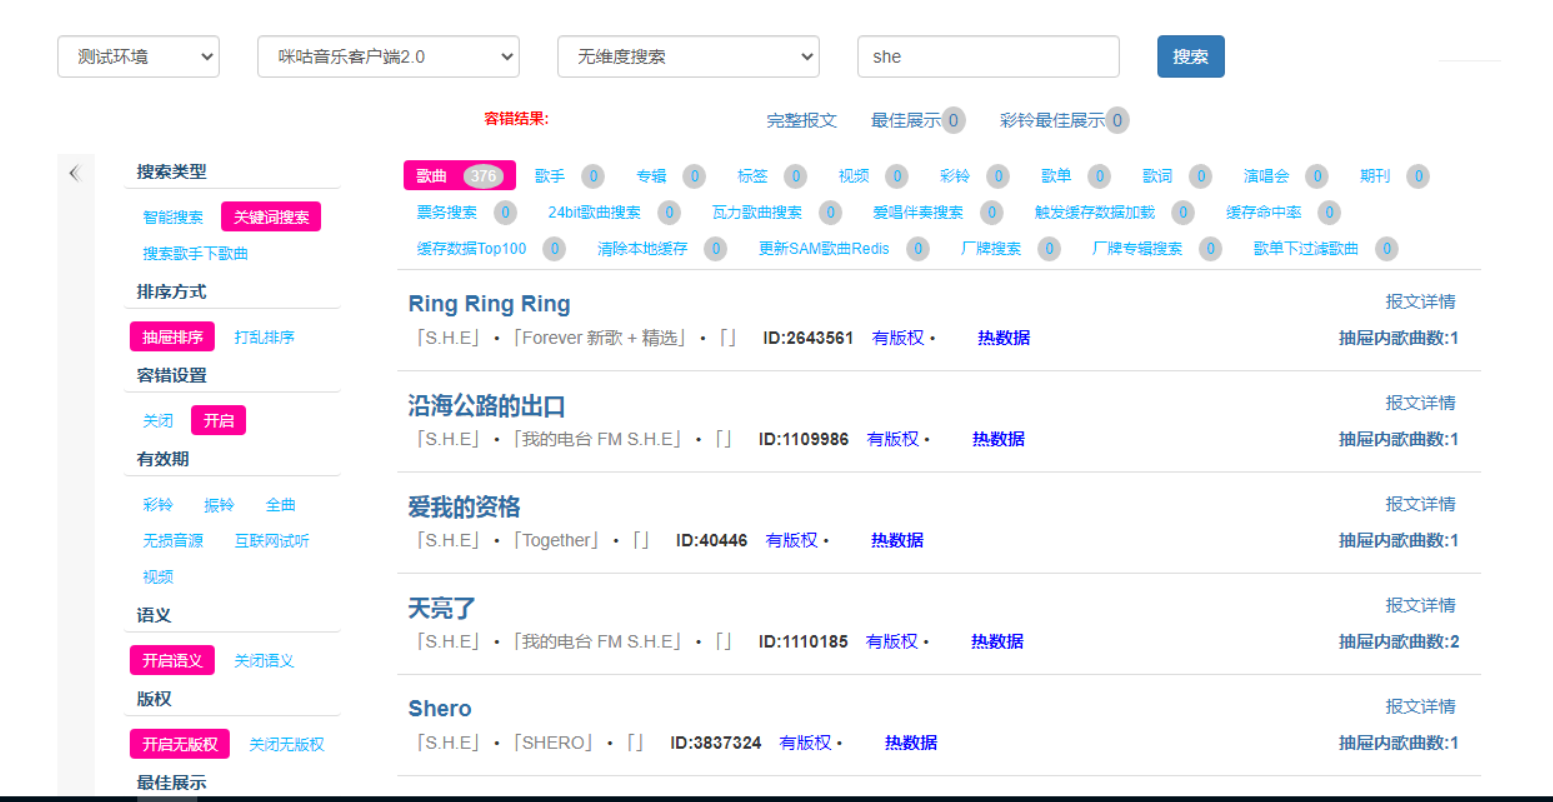 测试环境 咪咕音乐客户端2.0 无维度搜索 she 搜索
容错结果: 完整报文 最佳展示 0 彩铃最佳展示 0
搜索类型
智能搜索 关键词搜索
搜索歌手下歌曲
排序方式
抽屉排序 打乱排序
容错设置
关闭 开启
有效期
彩铃 振铃 全曲
无损音源 互联网试听
视频
语义
开启语义 关闭语义
版权
开启无版权 关闭无版权
最佳展示
歌曲 376 歌手 0 专辑 0 标签 0 视频 0 彩铃 0 歌单 0 歌词 0 演唱会 0 期刊 0
票务搜索 0 24bit歌曲搜索 0 瓦力歌曲搜索 0 爱唱伴奏搜索 0 触发缓存数据加载 0 缓存命中率 0
缓存数据Top100 0 清除本地缓存 0 更新SAM歌曲Redis 0 厂牌搜索 0 厂牌专辑搜索 0 歌单下过滤歌曲 0
Ring Ring Ring 报文详情
「S.H.E」 • 「Forever 新歌 + 精选」 • 「」 ID:2643561 有版权 • 热数据 抽屉内歌曲数:1
沿海公路的出口 报文详情
「S.H.E」 • 「我的电台 FM S.H.E」 • 「」 ID:1109986 有版权 • 热数据 抽屉内歌曲数:1
爱我的资格 报文详情
「S.H.E」 • 「Together」 • 「」 ID:40446 有版权 • 热数据 抽屉内歌曲数:1
天亮了 报文详情
「S.H.E」 • 「我的电台 FM S.H.E」 • 「」 ID:1110185 有版权 • 热数据 抽屉内歌曲数:2
Shero 报文详情
「S.H.E」 • 「SHERO」 • 「」 ID:3837324 有版权 • 热数据 抽屉内歌曲数:1